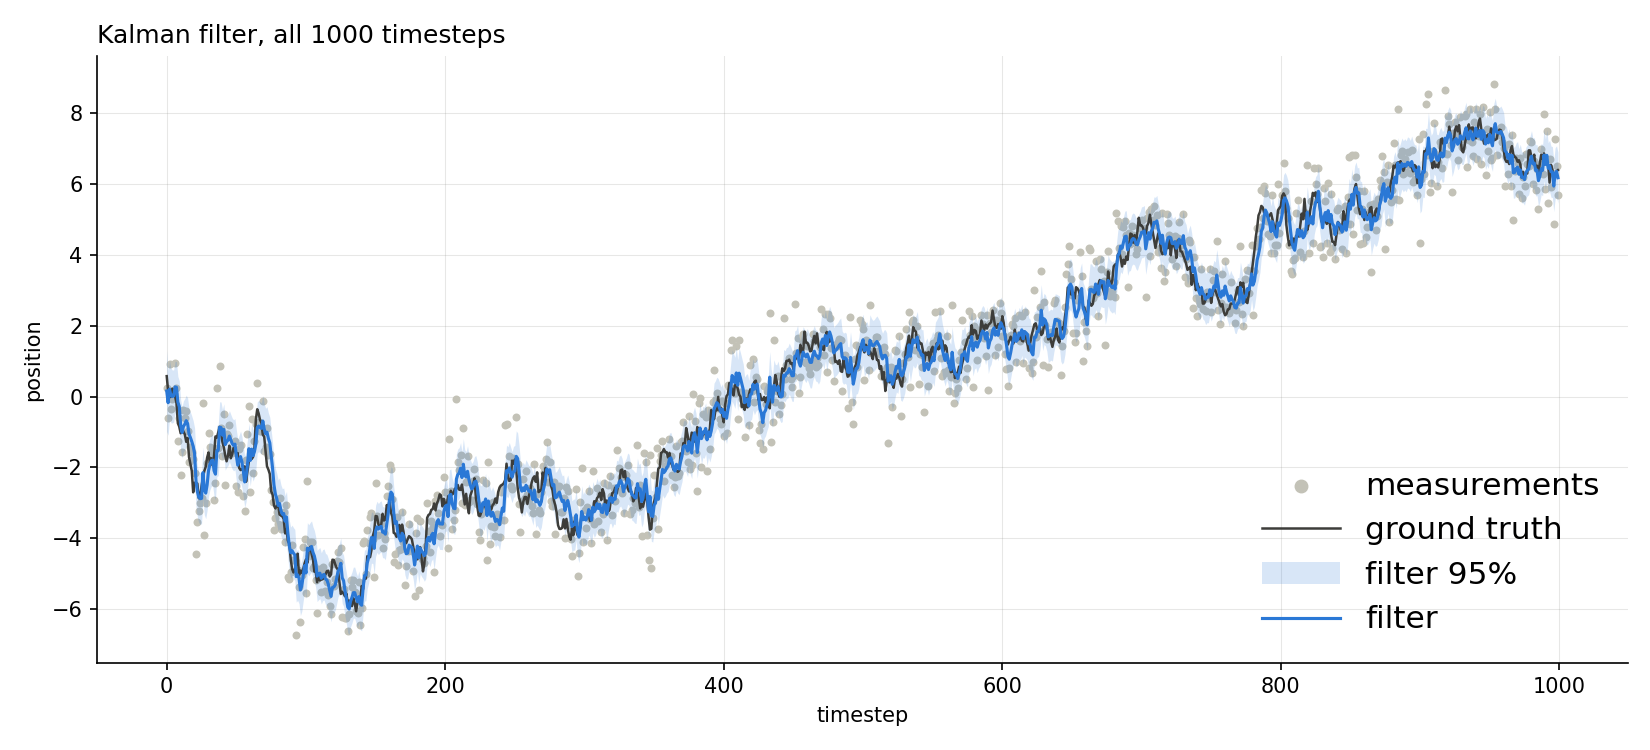 Kalman filter, all 1000 timesteps
8
6
4
2
0
−2
−4
−6
position
measurements
ground truth
filter 95%
filter
0 200 400 600 800 1000
timestep